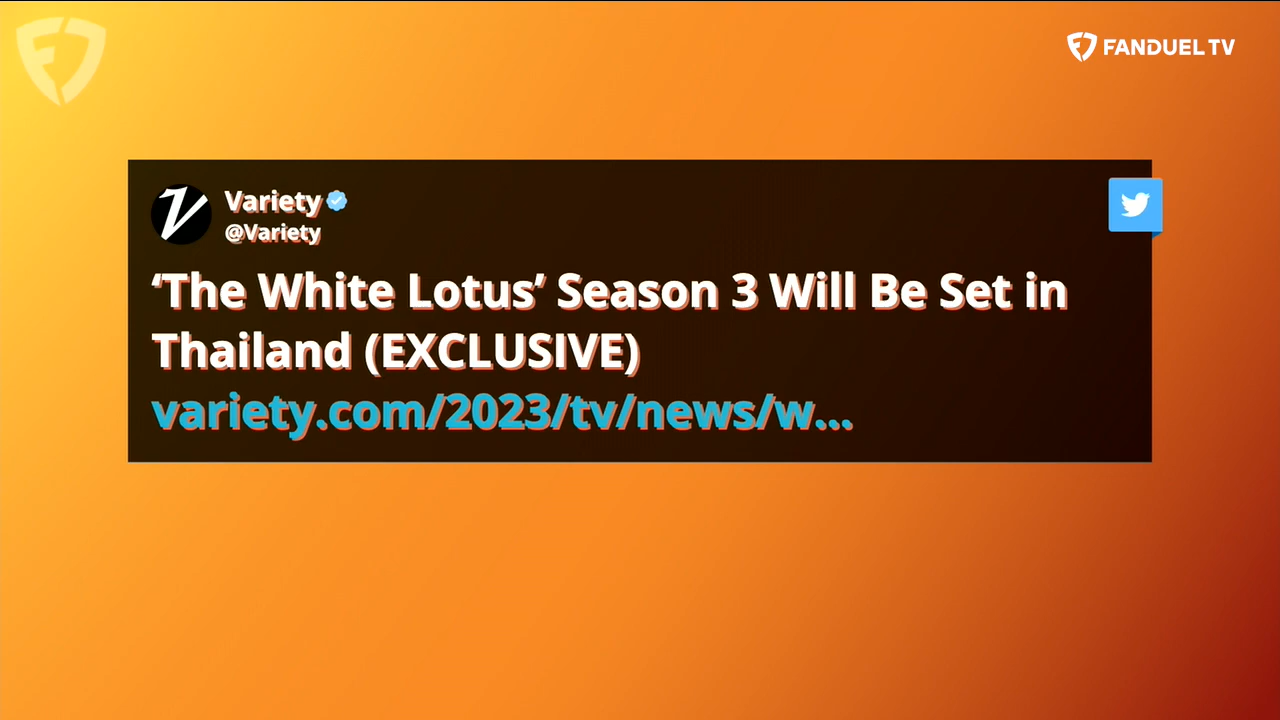 FANDUEL TV
Variety
@Variety
‘The White Lotus’ Season 3 Will Be Set in
Thailand (EXCLUSIVE)
variety.com/2023/tv/news/w...